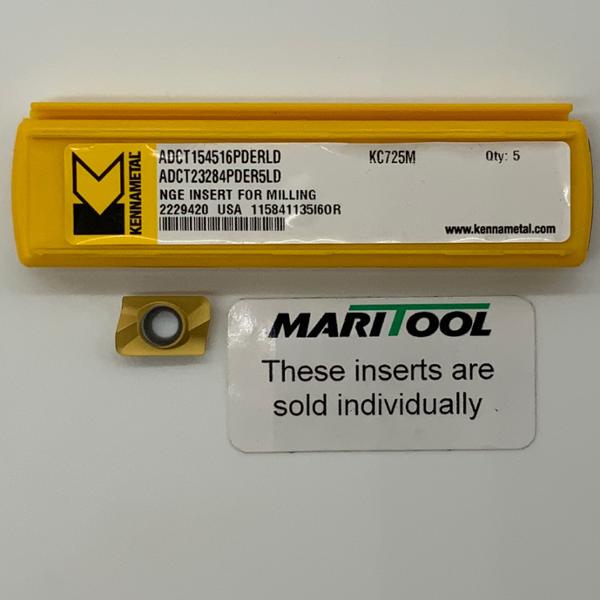 KENNAMETAL
ADCT154516PDERLD KC725M Qty: 5
ADCT23284PDER5LD
NGE INSERT FOR MILLING
2229420 USA 115841135I60R
www.kennametal.com
MARITOOL
These inserts are
sold individually